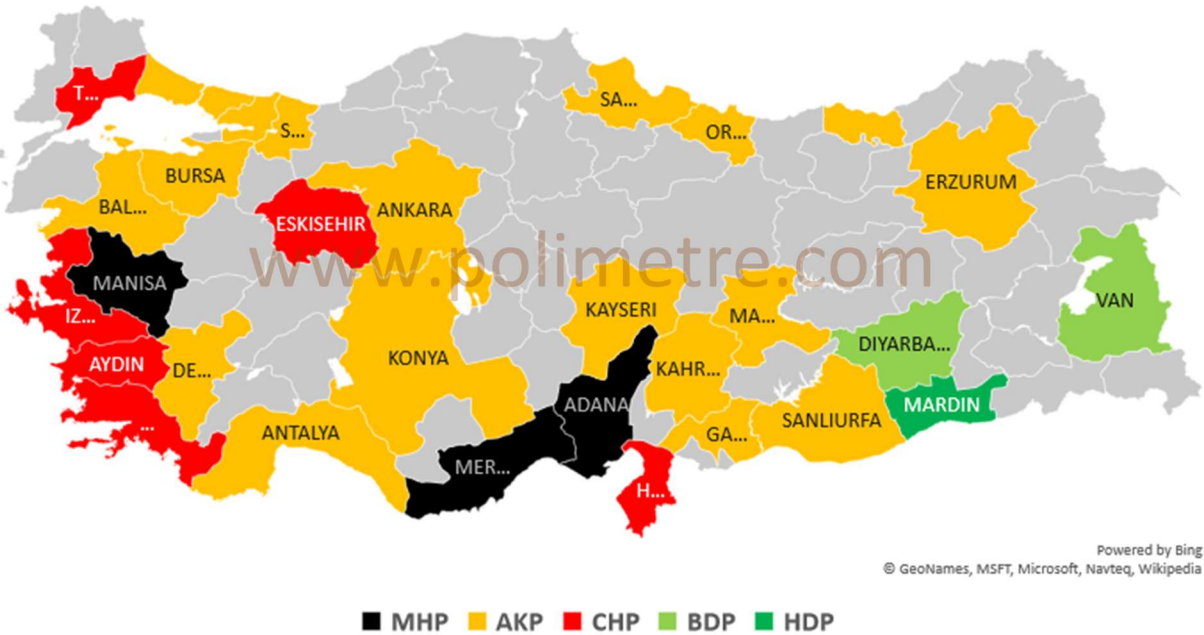 T...
SA...
OR...
S...
BURSA
ERZURUM
BAL...
ANKARA
ESKISEHIR
www.polimetre.com
MANISA
VAN
KAYSERI
IZ...
MA...
DIYARBA...
KONYA
AYDIN
DE...
KAHR...
ADANA
MARDIN
SANLIURFA
...
ANTALYA
GA...
MER...
H...
Powered by Bing
© GeoNames, MSFT, Microsoft, Navteq, Wikipedia
MHP AKP CHP BDP HDP